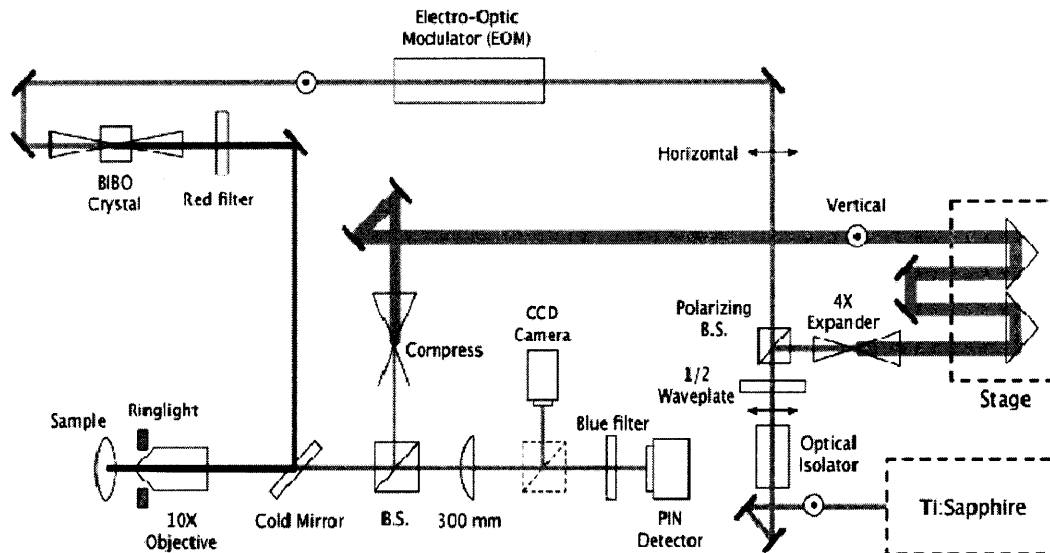 Electro-Optic
Modulator (EOM)
Horizontal
BIBO
Crystal
Red filter
Vertical
Polarizing
B.S.
4X
Expander
CCD
Camera
Compress
1/2
Waveplate
Stage
Sample
Ringlight
Blue filter
Optical
Isolator
10X
Objective
Cold Mirror
B.S.
300 mm
PIN
Detector
Ti:Sapphire